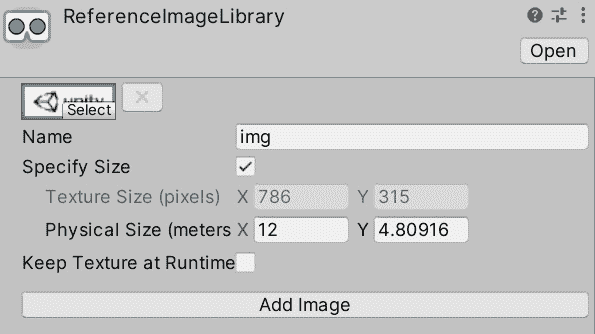 ReferenceImageLibrary
Open
unity
Select
Name img
Specify Size
Texture Size (pixels) X 786 Y 315
Physical Size (meters X 12 Y 4.80916
Keep Texture at Runtime
Add Image